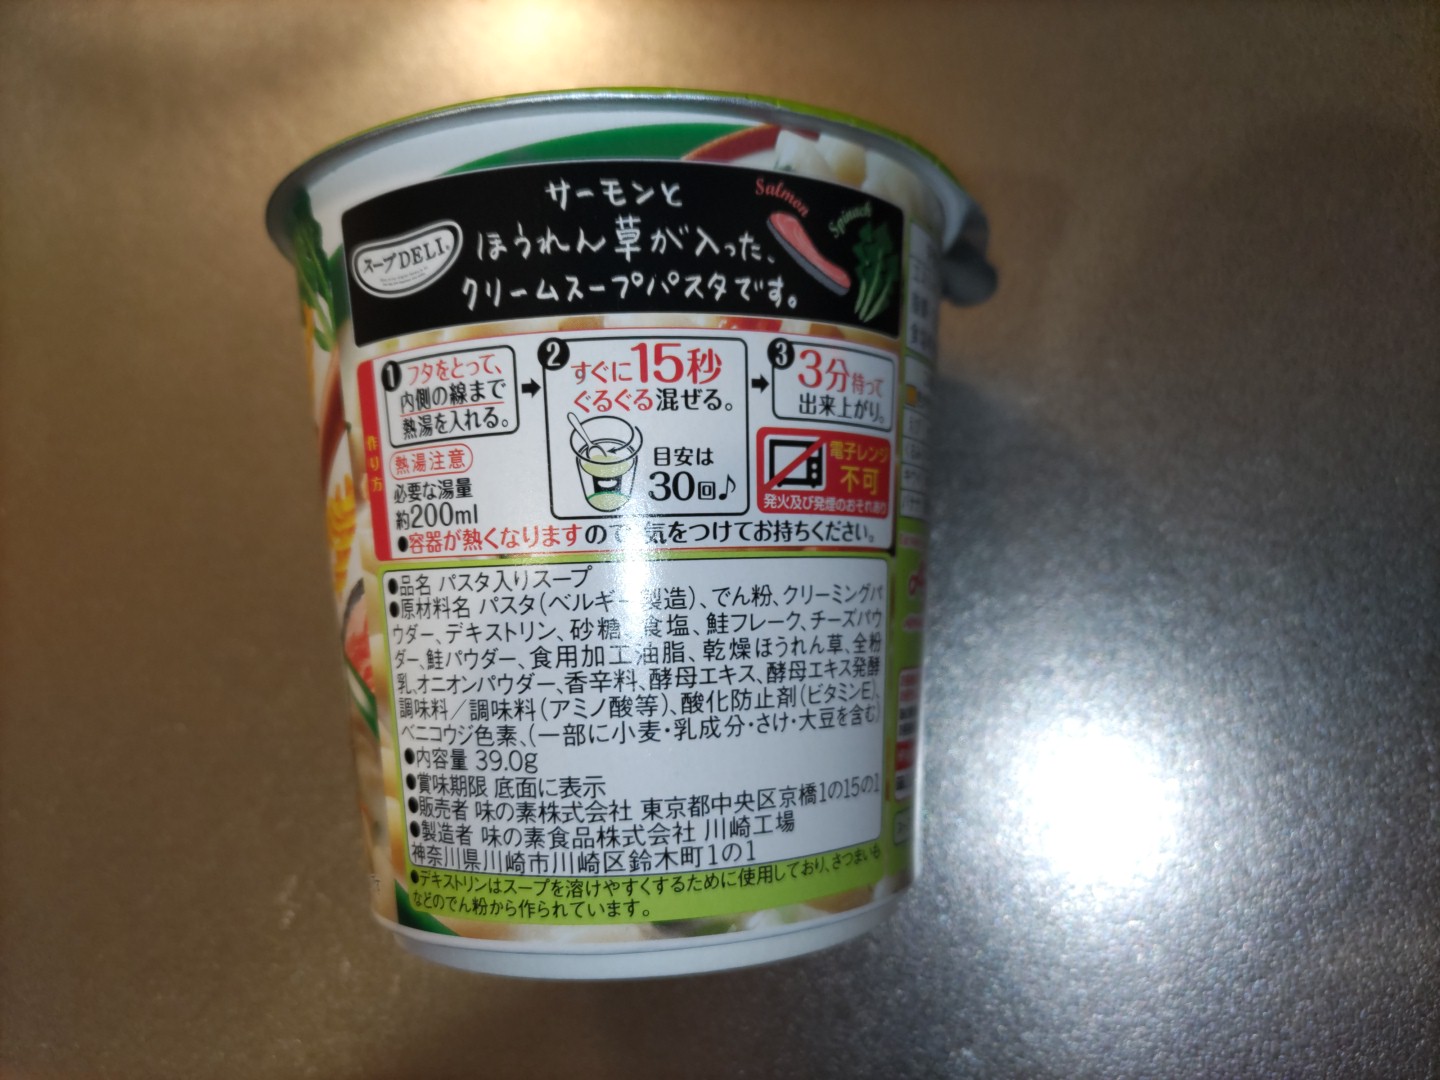 サーモンと
Salmon
Spinach
スープDELI
ほうれん草が入った、
クリームスープパスタです。
作り方
1 フタをとって、
内側の線まで
熱湯を入れる。
熱湯注意
必要な湯量
約200ml
2 すぐに15秒
ぐるぐる混ぜる。
目安は
30回♪
3 3分待って
出来上がり。
電子レンジ
不可
発火及び発煙のおそれあり
●容器が熱くなりますので気をつけてお持ちください。
●品名 パスタ入りスープ
●原材料名 パスタ(ベルギー製造)、でん粉、クリーミングパ
ウダー、デキストリン、砂糖、食塩、鮭フレーク、チーズパウ
ダー、鮭パウダー、食用加工油脂、乾燥ほうれん草、全粉
乳、オニオンパウダー、香辛料、酵母エキス、酵母エキス発酵
調味料／調味料(アミノ酸等)、酸化防止剤(ビタミンE)、
ベニコウジ色素、(一部に小麦・乳成分・さけ・大豆を含む)
●内容量 39.0g
●賞味期限 底面に表示
●販売者 味の素株式会社 東京都中央区京橋1の15の1
●製造者 味の素食品株式会社 川崎工場
神奈川県川崎市川崎区鈴木町1の1
●デキストリンはスープを溶けやすくするために使用しており、さつまいも
などのでん粉から作られています。